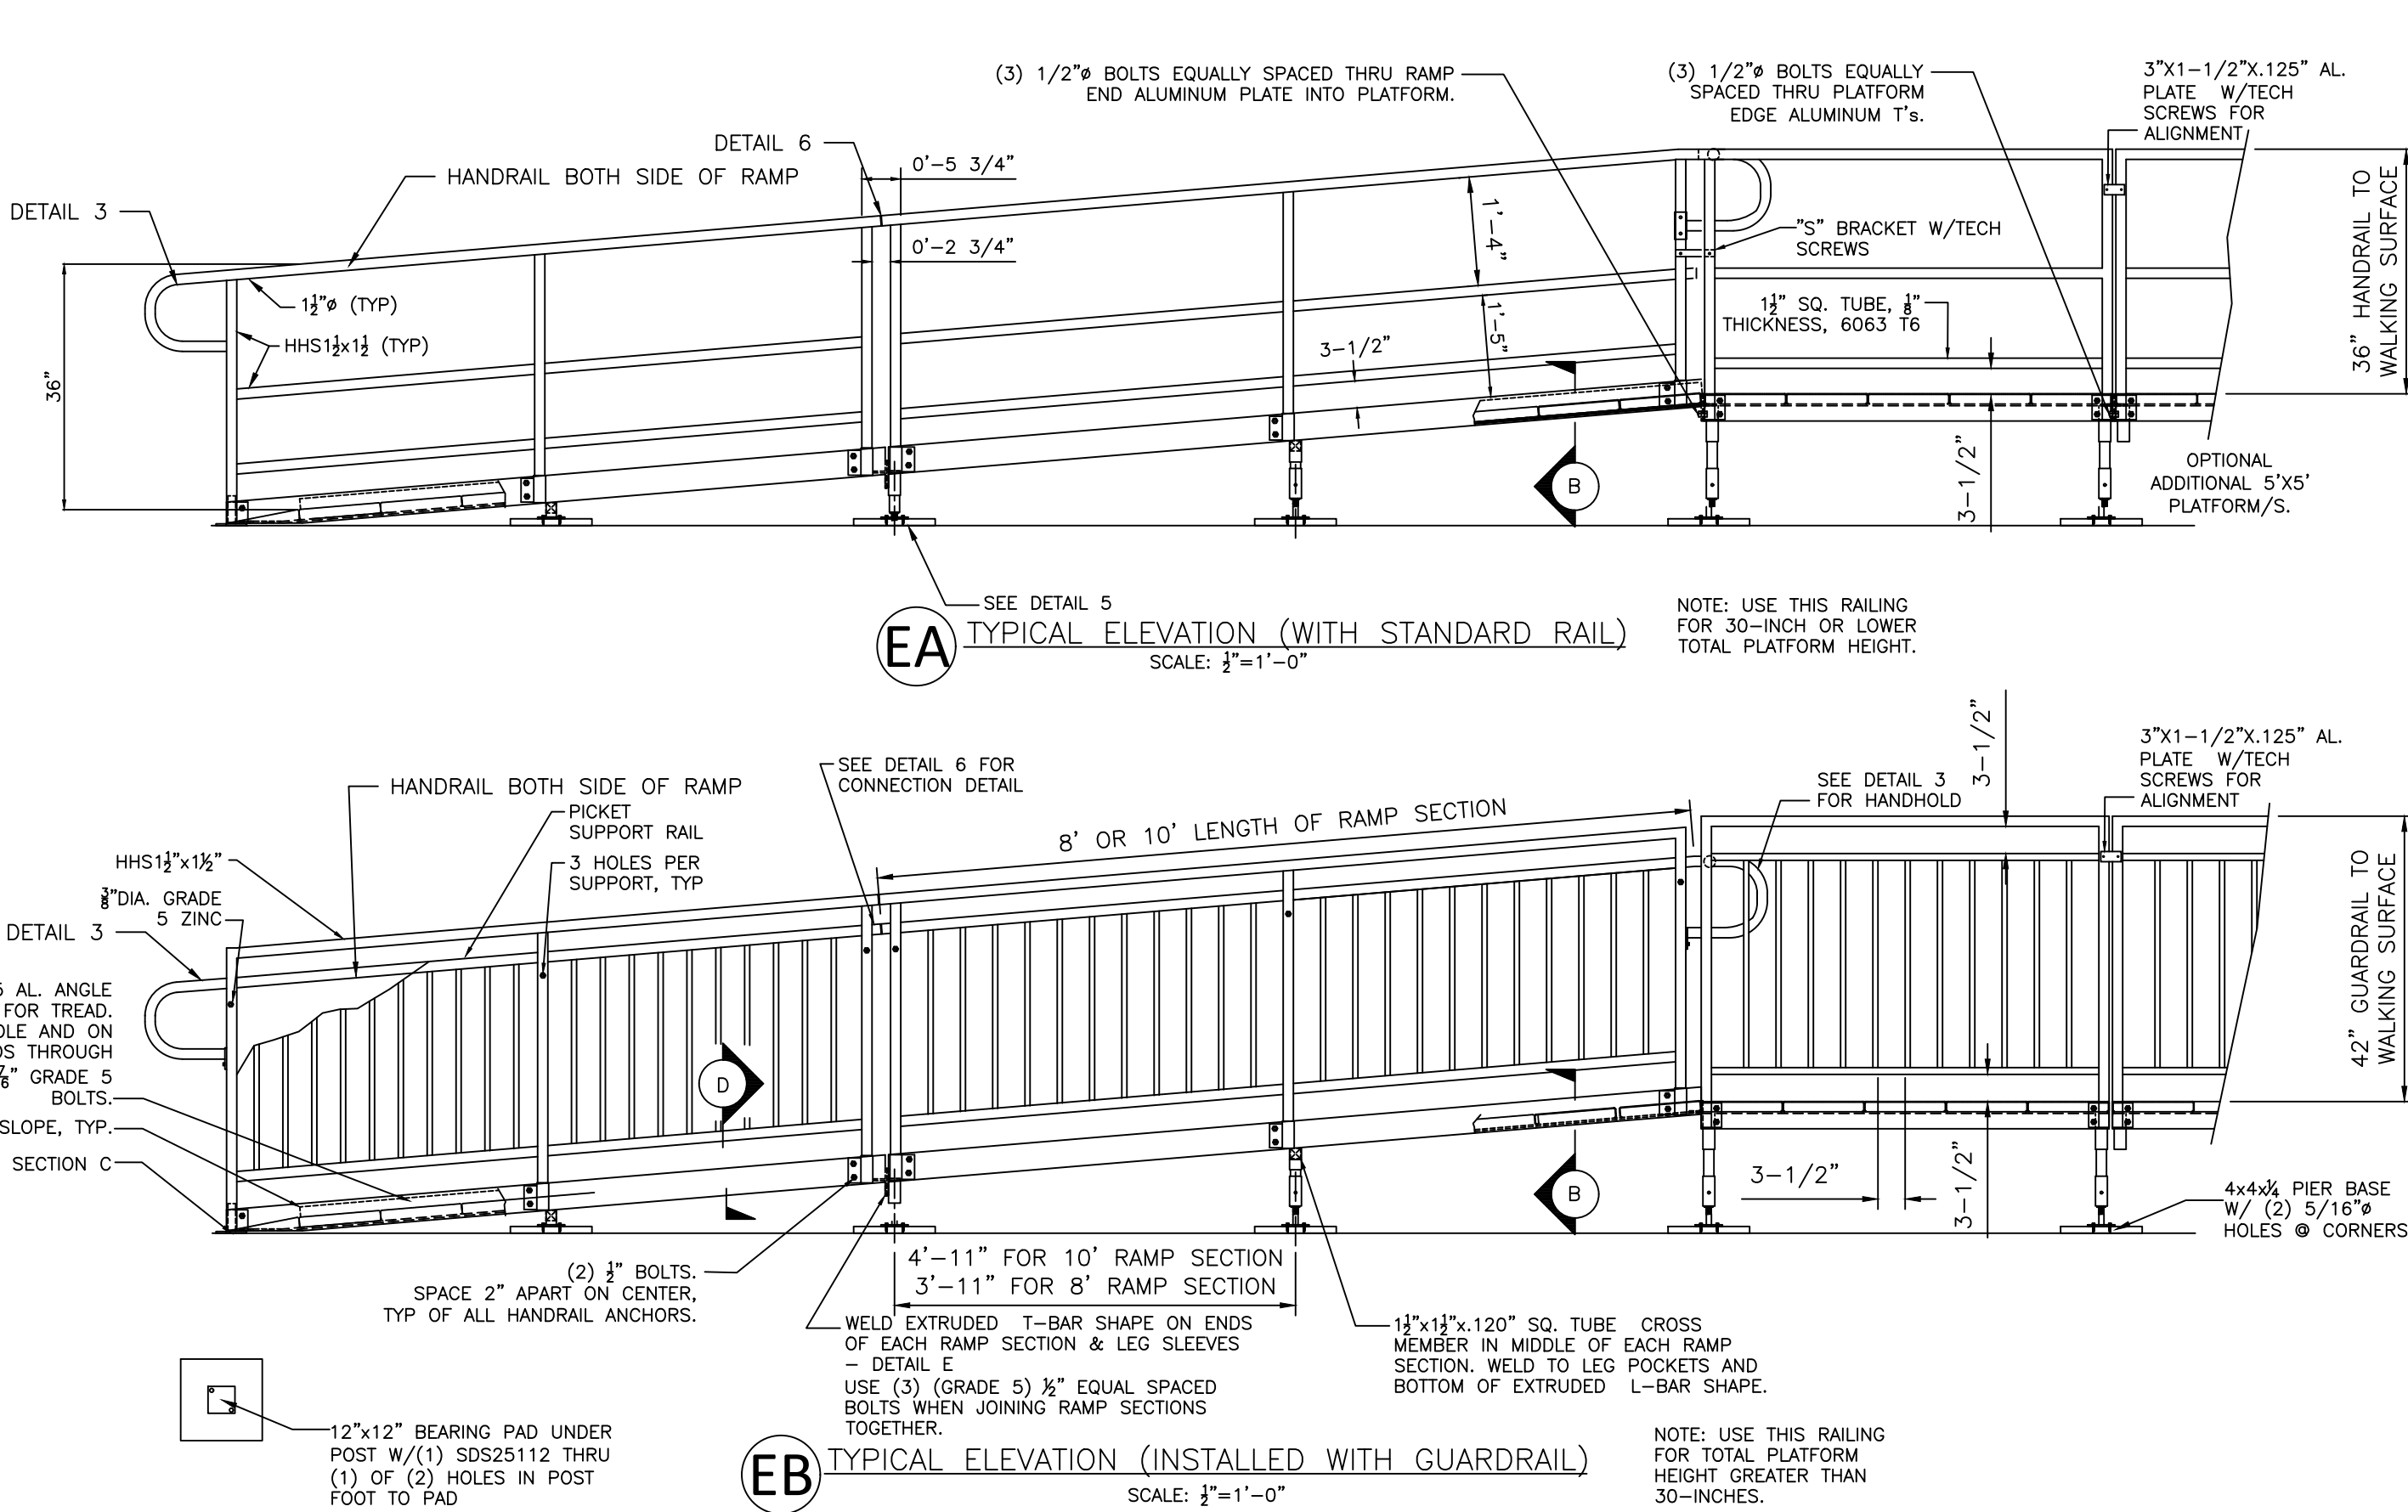 (3) 1/2"ø BOLTS EQUALLY SPACED THRU RAMP
END ALUMINUM PLATE INTO PLATFORM.
(3) 1/2"ø BOLTS EQUALLY
SPACED THRU PLATFORM
EDGE ALUMINUM T's.
3"X1-1/2"X.125" AL.
PLATE W/TECH
SCREWS FOR
ALIGNMENT
DETAIL 6
0'-5 3/4"
HANDRAIL BOTH SIDE OF RAMP
DETAIL 3
0'-2 3/4"
1'-4"
"S" BRACKET W/TECH
SCREWS
36" HANDRAIL TO
WALKING SURFACE
1½"ø (TYP)
HHS1½x1½ (TYP)
36"
1'-5"
3-1/2"
1½" SQ. TUBE, ⅛"
THICKNESS, 6063 T6
B
3-1/2"
OPTIONAL
ADDITIONAL 5'X5'
PLATFORM/S.
SEE DETAIL 5
EA
TYPICAL ELEVATION (WITH STANDARD RAIL)
SCALE: ½"=1'-0"
NOTE: USE THIS RAILING
FOR 30-INCH OR LOWER
TOTAL PLATFORM HEIGHT.
SEE DETAIL 6 FOR
CONNECTION DETAIL
HANDRAIL BOTH SIDE OF RAMP
PICKET
SUPPORT RAIL
3 HOLES PER
SUPPORT, TYP
8' OR 10' LENGTH OF RAMP SECTION
SEE DETAIL 3
FOR HANDHOLD
3-1/2"
3"X1-1/2"X.125" AL.
PLATE W/TECH
SCREWS FOR
ALIGNMENT
HHS1½"x1½"
⅜"DIA. GRADE
5 ZINC
DETAIL 3
AL. ANGLE
FOR TREAD.
AND ON
THROUGH
GRADE 5
BOLTS.
SLOPE, TYP.
SECTION C
D
B
42" GUARDRAIL TO
WALKING SURFACE
3-1/2"
3-1/2"
4x4x¼ PIER BASE
W/ (2) 5/16"ø
HOLES @ CORNERS
(2) ½" BOLTS.
SPACE 2" APART ON CENTER,
TYP OF ALL HANDRAIL ANCHORS.
4'-11" FOR 10' RAMP SECTION
3'-11" FOR 8' RAMP SECTION
WELD EXTRUDED T-BAR SHAPE ON ENDS
OF EACH RAMP SECTION & LEG SLEEVES
- DETAIL E
USE (3) (GRADE 5) ½" EQUAL SPACED
BOLTS WHEN JOINING RAMP SECTIONS
TOGETHER.
1½"x1½"x.120" SQ. TUBE CROSS
MEMBER IN MIDDLE OF EACH RAMP
SECTION. WELD TO LEG POCKETS AND
BOTTOM OF EXTRUDED L-BAR SHAPE.
12"x12" BEARING PAD UNDER
POST W/(1) SDS25112 THRU
(1) OF (2) HOLES IN POST
FOOT TO PAD
EB
TYPICAL ELEVATION (INSTALLED WITH GUARDRAIL)
SCALE: ½"=1'-0"
NOTE: USE THIS RAILING
FOR TOTAL PLATFORM
HEIGHT GREATER THAN
30-INCHES.